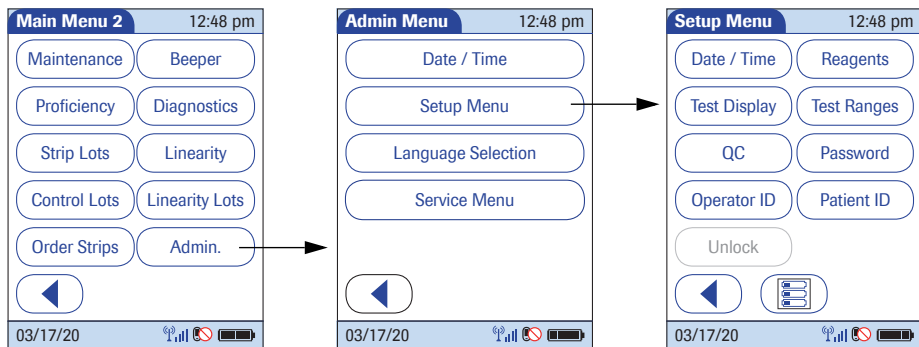 Main Menu 2 12:48 pm
Maintenance Beeper
Proficiency Diagnostics
Strip Lots Linearity
Control Lots Linearity Lots
Order Strips Admin.
03/17/20
Admin Menu 12:48 pm
Date / Time
Setup Menu
Language Selection
Service Menu
03/17/20
Setup Menu 12:48 pm
Date / Time Reagents
Test Display Test Ranges
QC Password
Operator ID Patient ID
Unlock
03/17/20